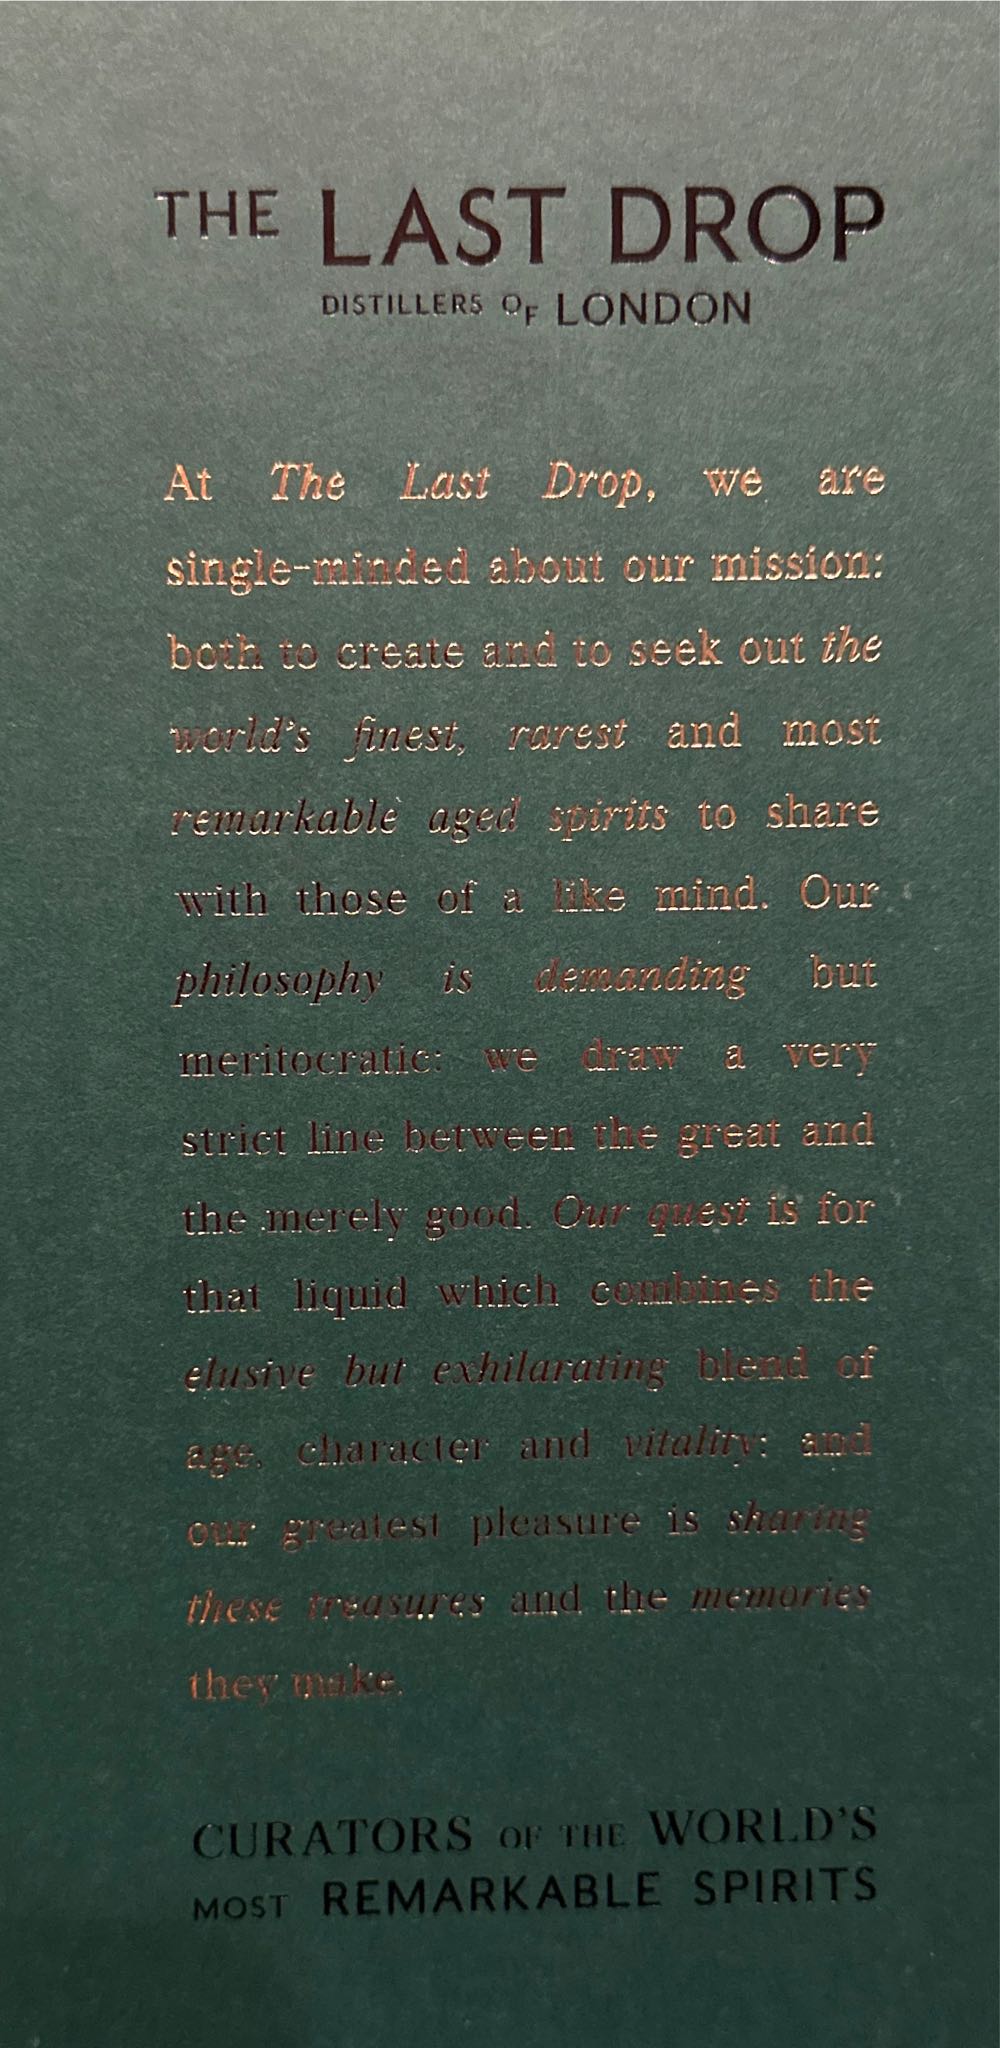 THE LAST DROP
DISTILLERS OF LONDON
At The Last Drop, we are
single-minded about our mission:
both to create and to seek out the
world's finest, rarest and most
remarkable aged spirits to share
with those of a like mind. Our
philosophy is demanding but
meritocratic: we draw a very
strict line between the great and
the merely good. Our quest is for
that liquid which combines the
elusive but exhilarating blend of
age, character and vitality; and
our greatest pleasure is sharing
these treasures and the memories
they make.
CURATORS OF THE WORLD'S
MOST REMARKABLE SPIRITS